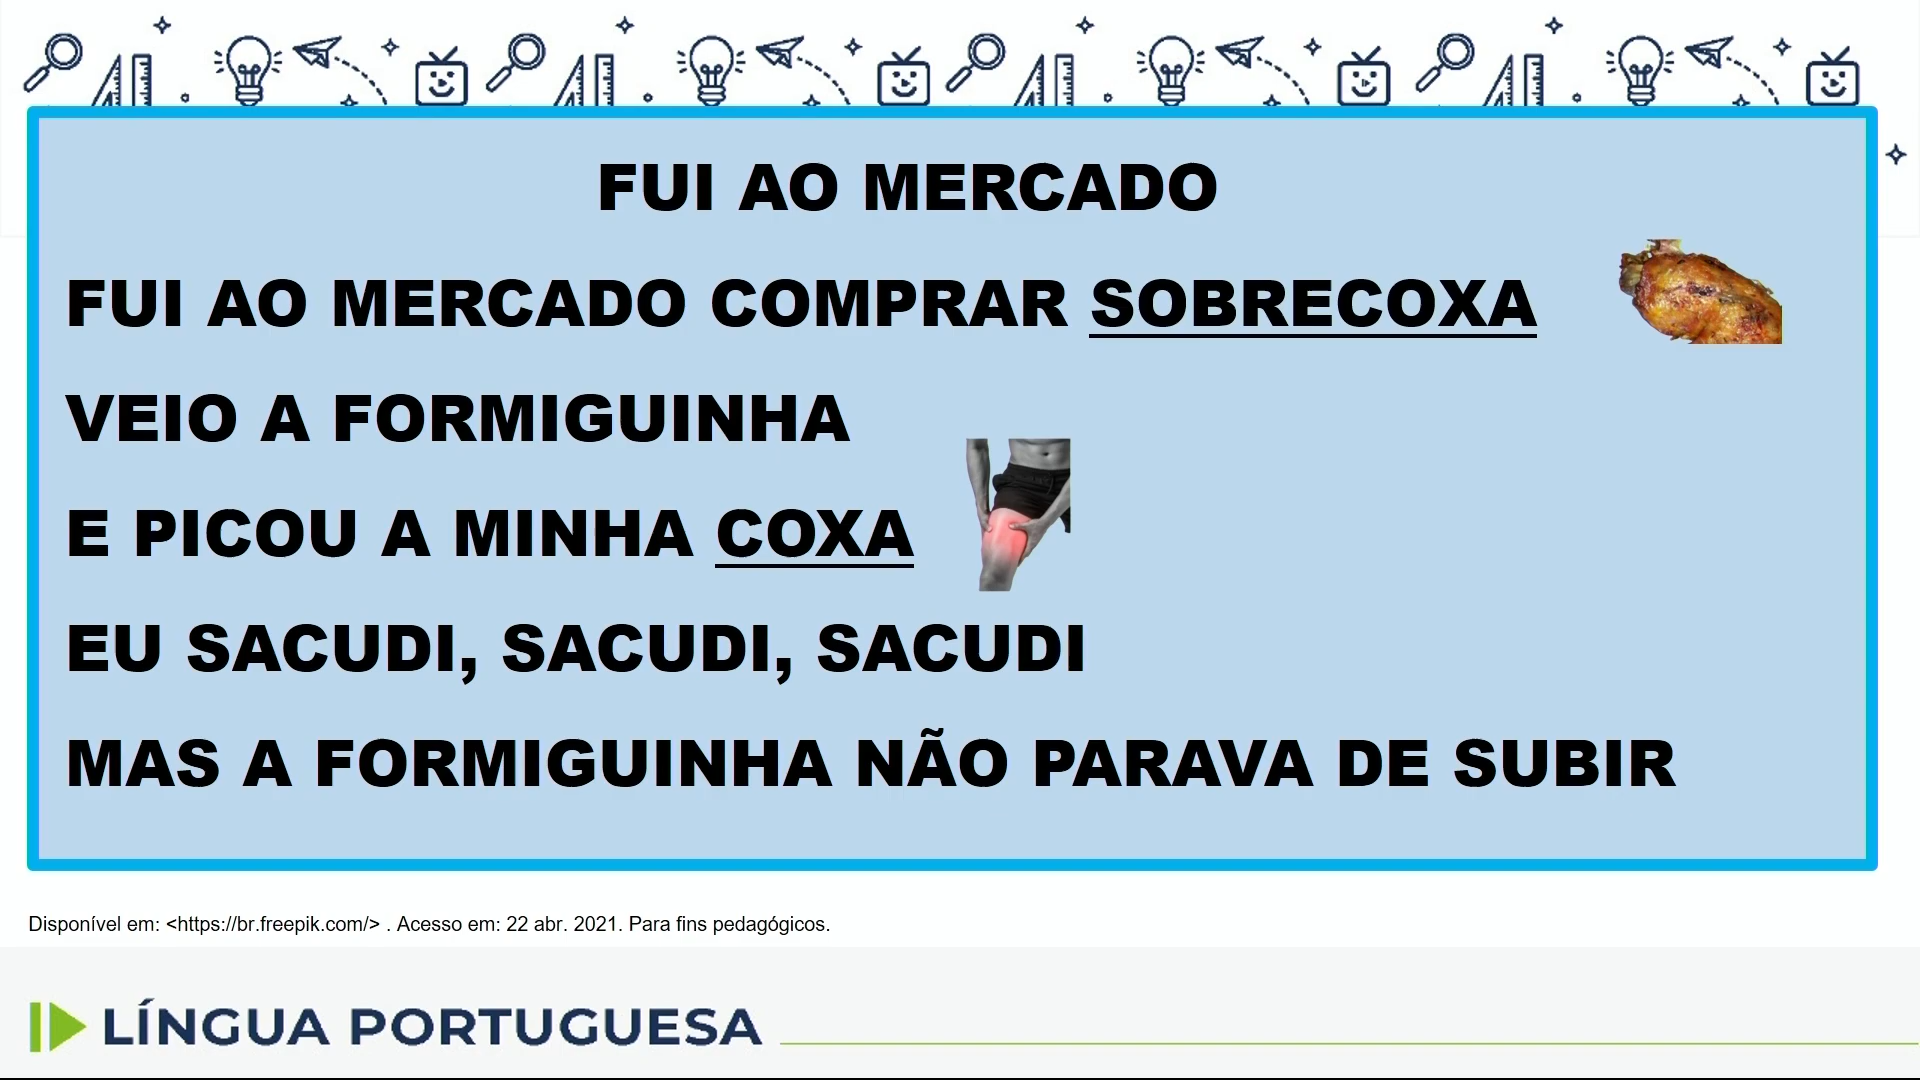 FUI AO MERCADO
FUI AO MERCADO COMPRAR SOBRECOXA
VEIO A FORMIGUINHA
E PICOU A MINHA COXA
EU SACUDI, SACUDI, SACUDI
MAS A FORMIGUINHA NÃO PARAVA DE SUBIR
Disponível em: <https://br.freepik.com/> . Acesso em: 22 abr. 2021. Para fins pedagógicos.
LÍNGUA PORTUGUESA